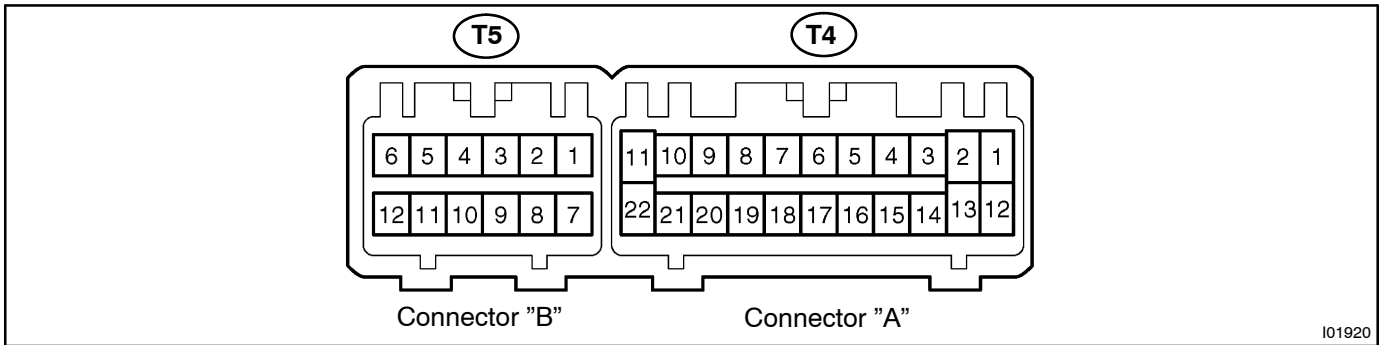 T5 T4
6 5 4 3 2 1 11 10 9 8 7 6 5 4 3 2 1
12 11 10 9 8 7 22 21 20 19 18 17 16 15 14 13 12
Connector ”B” Connector ”A”
I01920